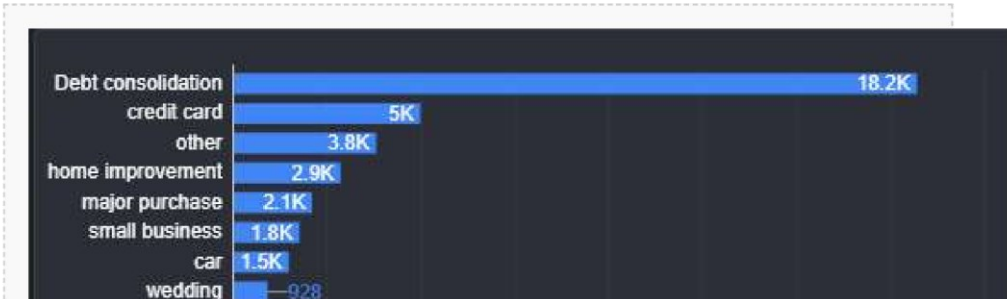 Debt consolidation 18.2K
credit card 5K
other 3.8K
home improvement 2.9K
major purchase 2.1K
small business 1.8K
car 1.5K
wedding 928